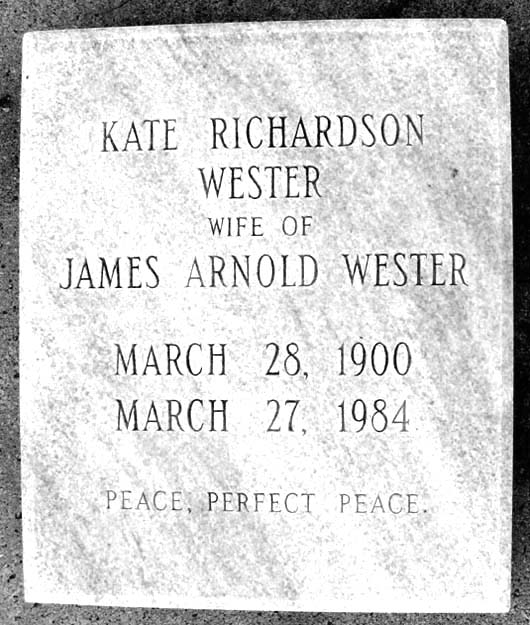 KATE RICHARDSON
WESTER
WIFE OF
JAMES ARNOLD WESTER
MARCH 28, 1900
MARCH 27, 1984
PEACE, PERFECT PEACE.